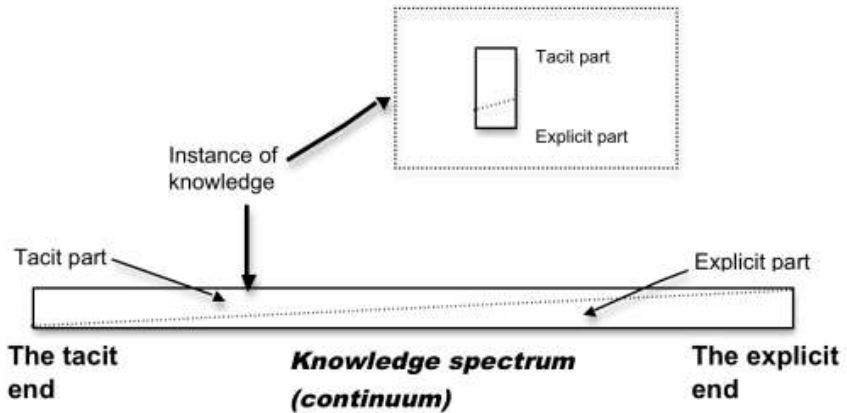 Tacit part
Explicit part
Instance of
knowledge
Tacit part
Explicit part
The tacit
end
Knowledge spectrum
(continuum)
The explicit
end